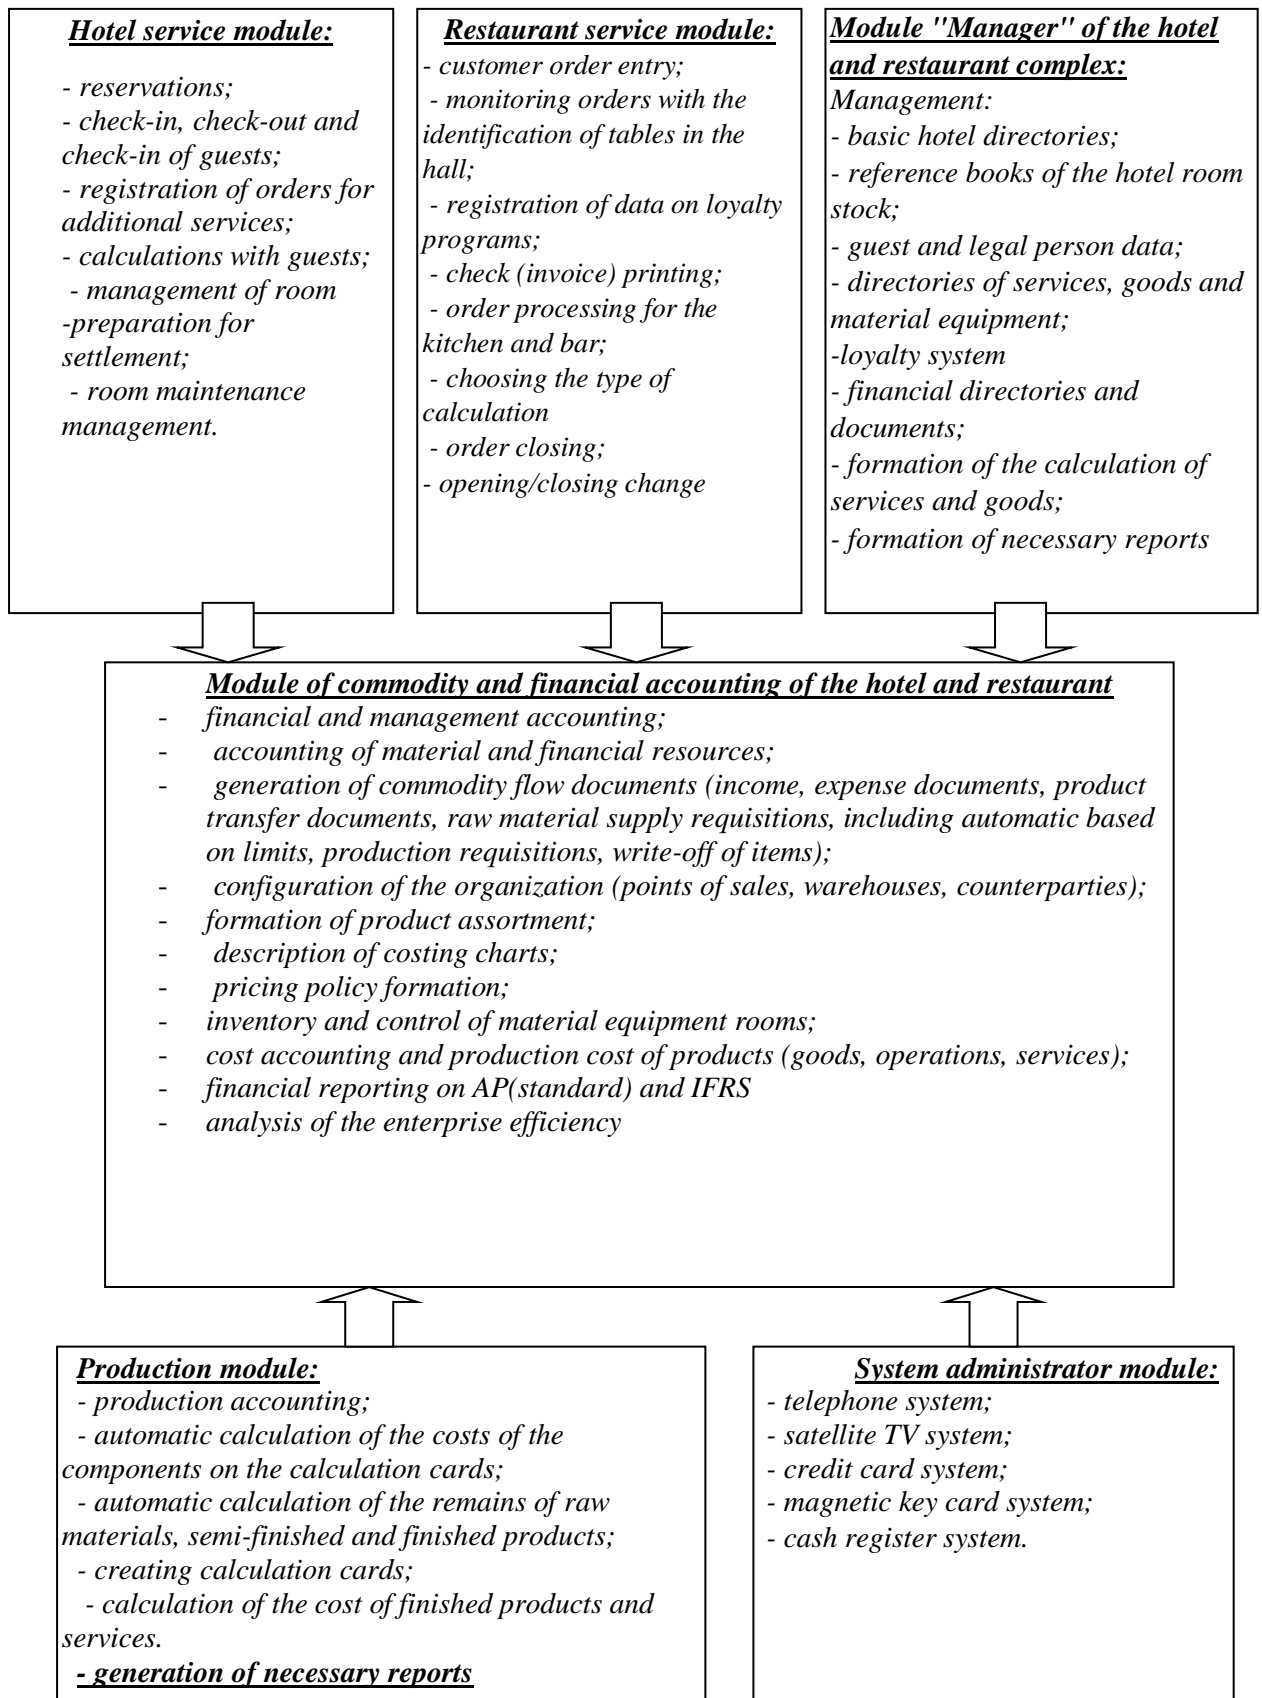 Hotel service module:
- reservations;
- check-in, check-out and
check-in of guests;
- registration of orders for
additional services;
- calculations with guests;
- management of room
-preparation for
settlement;
- room maintenance
management.
Restaurant service module:
- customer order entry;
- monitoring orders with the
identification of tables in the
hall;
- registration of data on loyalty
programs;
- check (invoice) printing;
- order processing for the
kitchen and bar;
- choosing the type of
calculation
- order closing;
- opening/closing change
Module "Manager" of the hotel
and restaurant complex:
Management:
- basic hotel directories;
- reference books of the hotel room
stock;
- guest and legal person data;
- directories of services, goods and
material equipment;
-loyalty system
- financial directories and
documents;
- formation of the calculation of
services and goods;
- formation of necessary reports
Module of commodity and financial accounting of the hotel and restaurant
- financial and management accounting;
- accounting of material and financial resources;
- generation of commodity flow documents (income, expense documents, product
transfer documents, raw material supply requisitions, including automatic based
on limits, production requisitions, write-off of items);
- configuration of the organization (points of sales, warehouses, counterparties);
- formation of product assortment;
- description of costing charts;
- pricing policy formation;
- inventory and control of material equipment rooms;
- cost accounting and production cost of products (goods, operations, services);
- financial reporting on AP(standard) and IFRS
- analysis of the enterprise efficiency
Production module:
- production accounting;
- automatic calculation of the costs of the
components on the calculation cards;
- automatic calculation of the remains of raw
materials, semi-finished and finished products;
- creating calculation cards;
- calculation of the cost of finished products and
services.
- generation of necessary reports
System administrator module:
- telephone system;
- satellite TV system;
- credit card system;
- magnetic key card system;
- cash register system.